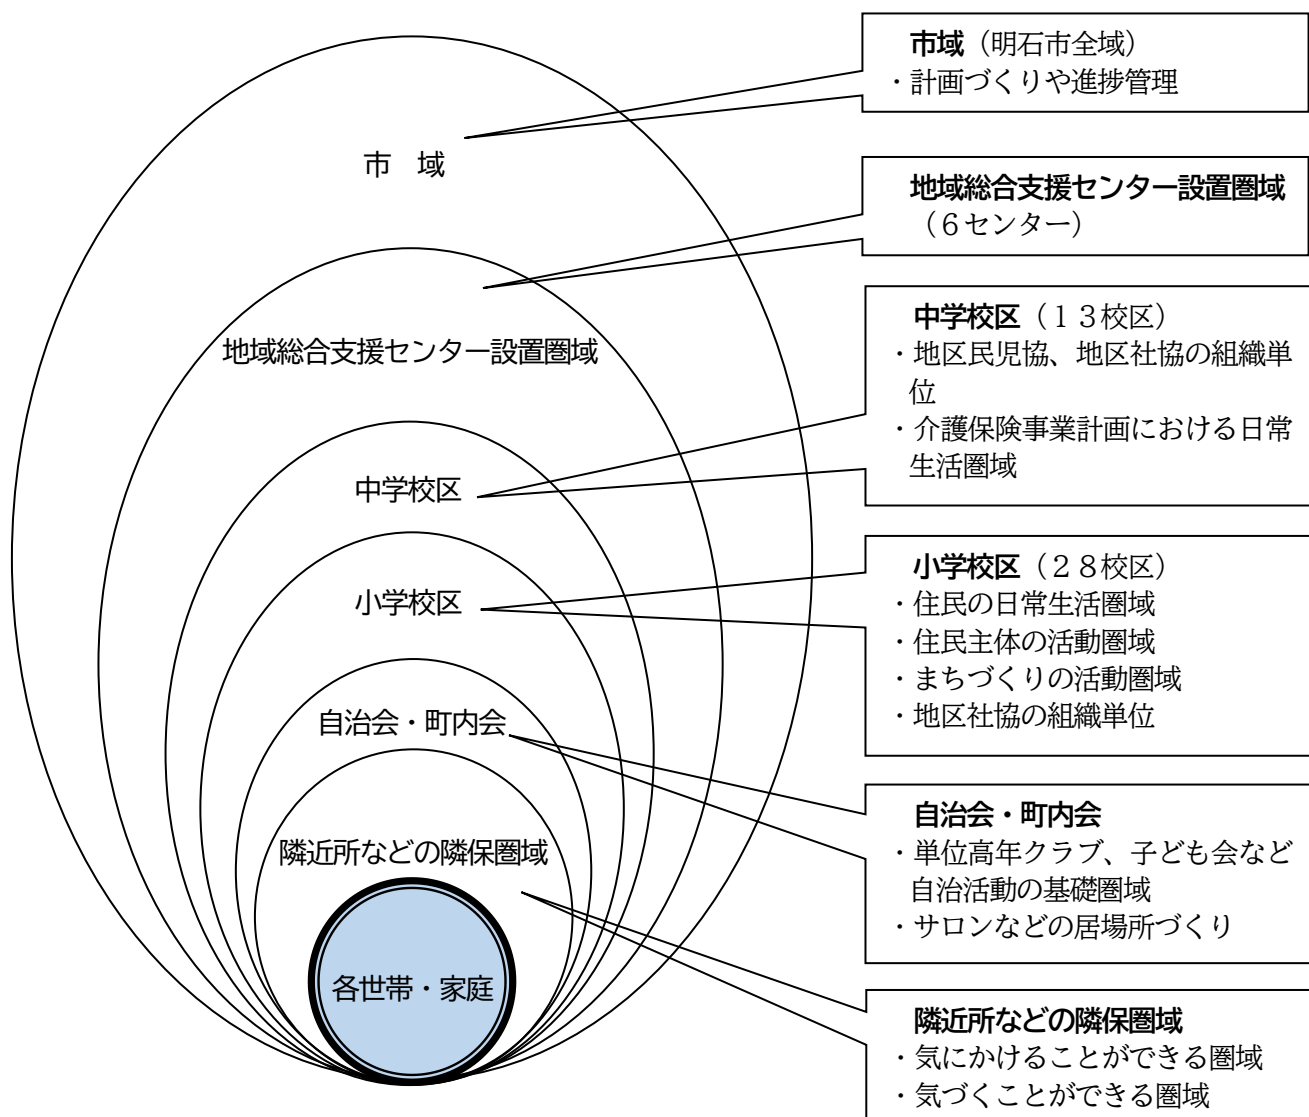 市域（明石市全域）
・計画づくりや進捗管理
市　域
地域総合支援センター設置圏域
（６センター）
地域総合支援センター設置圏域
中学校区（１３校区）
・地区民児協、地区社協の組織単
位
・介護保険事業計画における日常
生活圏域
中学校区
小学校区（２８校区）
・住民の日常生活圏域
・住民主体の活動圏域
・まちづくりの活動圏域
・地区社協の組織単位
小学校区
自治会・町内会
自治会・町内会
・単位高年クラブ、子ども会など
自治活動の基礎圏域
・サロンなどの居場所づくり
隣近所などの隣保圏域
各世帯・家庭
隣近所などの隣保圏域
・気にかけることができる圏域
・気づくことができる圏域